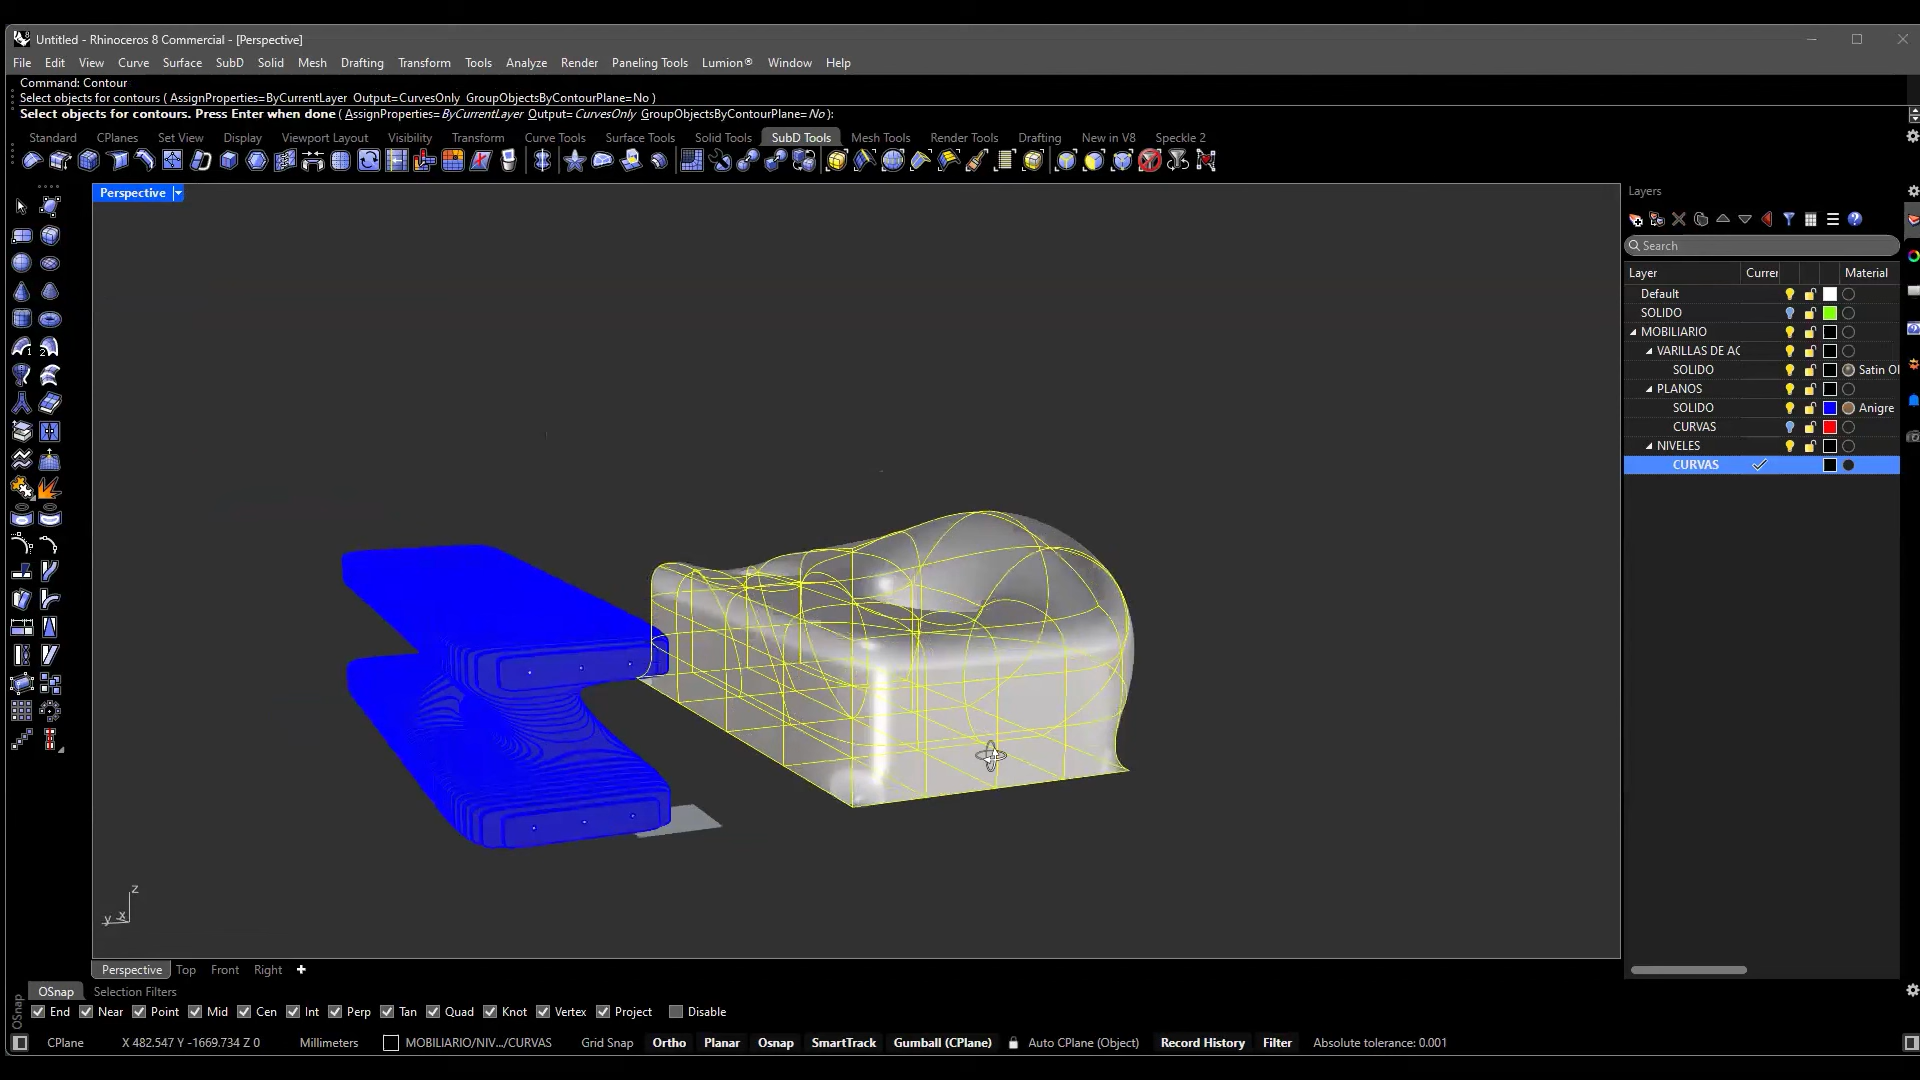 Untitled - Rhinoceros 8 Commercial - [Perspective]
File Edit View Curve Surface SubD Solid Mesh Drafting Transform Tools Analyze Render Paneling Tools Lumion® Window Help
Command: Contour
Select objects for contours ( AssignProperties=ByCurrentLayer Output=CurvesOnly GroupObjectsByContourPlane=No )
Select objects for contours. Press Enter when done ( AssignProperties=ByCurrentLayer Output=CurvesOnly GroupObjectsByContourPlane=No ):
Standard CPlanes Set View Display Viewport Layout Visibility Transform Curve Tools Surface Tools Solid Tools SubD Tools Mesh Tools Render Tools Drafting New in V8 Speckle 2
Perspective
Layers
Search
Layer Currer Material
Default
SOLIDO
MOBILIARIO
VARILLAS DE AC
SOLIDO Satin Ol
PLANOS
SOLIDO Anigre
CURVAS
NIVELES
CURVAS
z
y x
Perspective Top Front Right
OSnap Selection Filters
OSnap
End Near Point Mid Cen Int Perp Tan Quad Knot Vertex Project Disable
CPlane X 482.547 Y -1669.734 Z 0 Millimeters MOBILIARIO/NIV.../CURVAS Grid Snap Ortho Planar Osnap SmartTrack Gumball (CPlane) Auto CPlane (Object) Record History Filter Absolute tolerance: 0.001